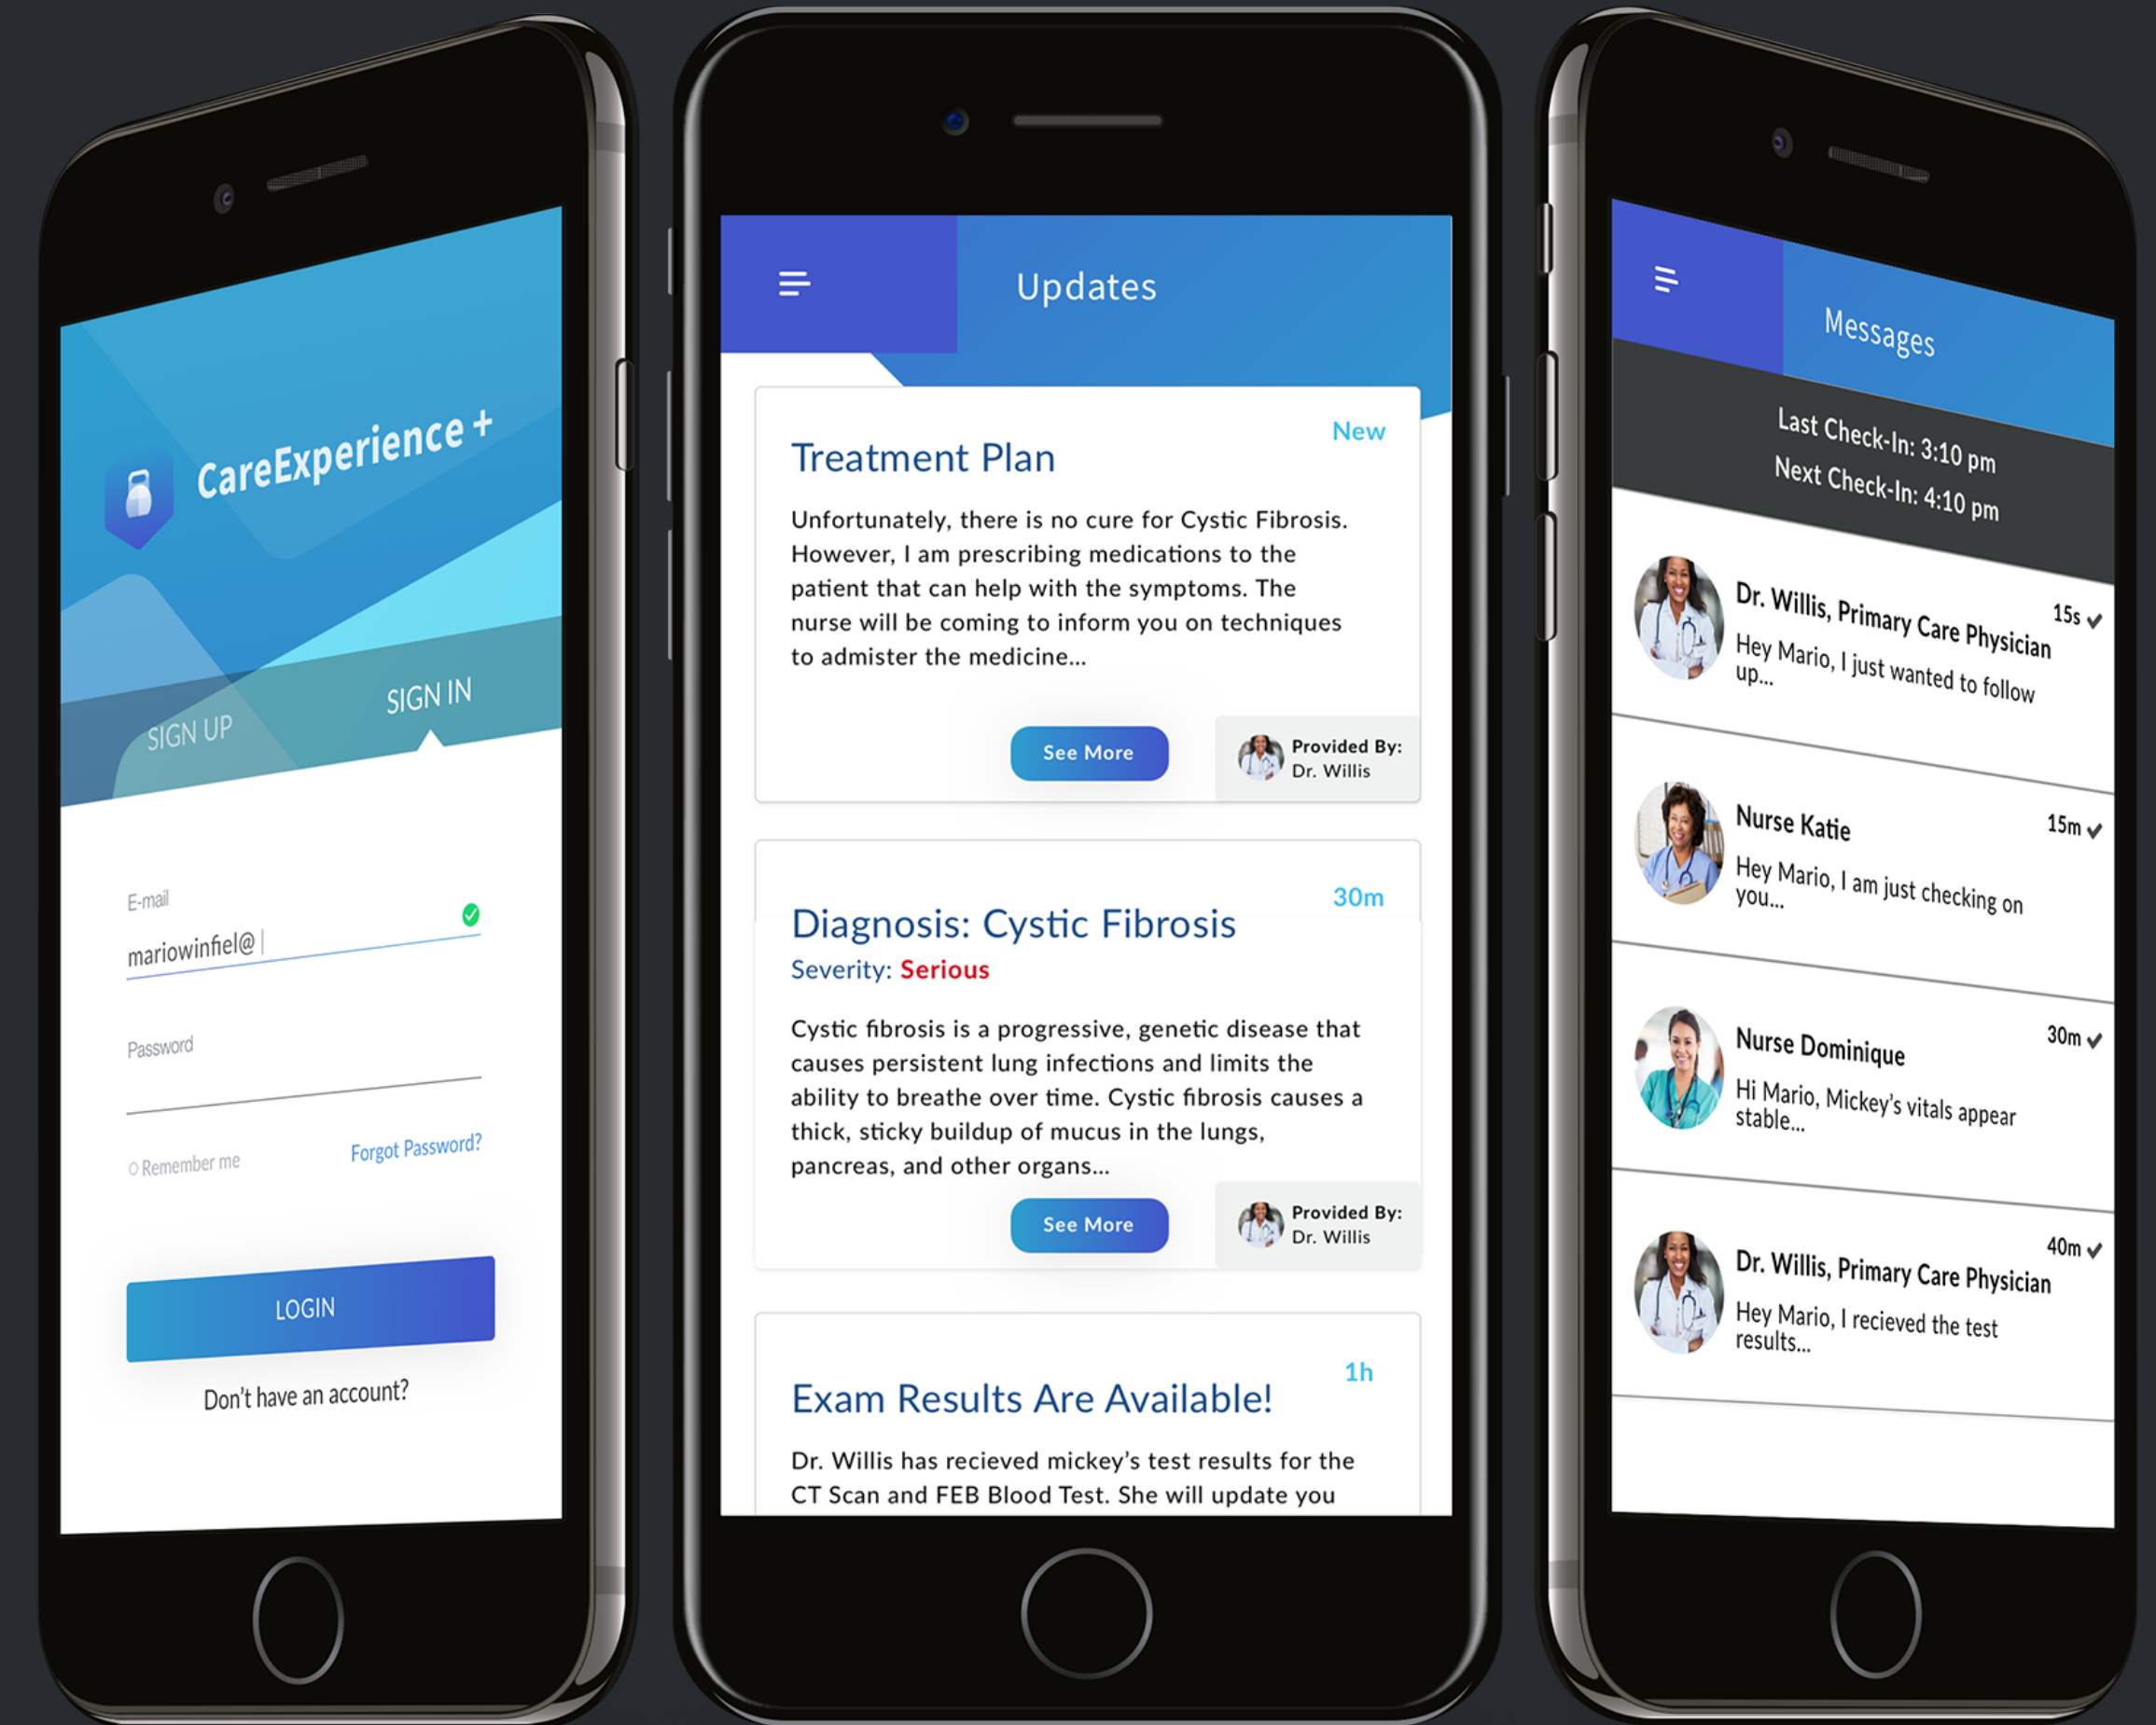 CareExperience +
SIGN UP
SIGN IN
E-mail
mariowinfiel@
Password
Remember me
Forgot Password?
LOGIN
Don't have an account?
Updates
New
Treatment Plan
Unfortunately, there is no cure for Cystic Fibrosis.
However, I am prescribing medications to the
patient that can help with the symptoms. The
nurse will be coming to inform you on techniques
to admister the medicine...
See More
Provided By:
Dr. Willis
30m
Diagnosis: Cystic Fibrosis
Severity: Serious
Cystic fibrosis is a progressive, genetic disease that
causes persistent lung infections and limits the
ability to breathe over time. Cystic fibrosis causes a
thick, sticky buildup of mucus in the lungs,
pancreas, and other organs...
See More
Provided By:
Dr. Willis
1h
Exam Results Are Available!
Dr. Willis has recieved mickey's test results for the
CT Scan and FEB Blood Test. She will update you
Messages
Last Check-In: 3:10 pm
Next Check-In: 4:10 pm
Dr. Willis, Primary Care Physician
15s
Hey Mario, I just wanted to follow
up...
Nurse Katie
15m
Hey Mario, I am just checking on
you...
Nurse Dominique
30m
Hi Mario, Mickey's vitals appear
stable...
Dr. Willis, Primary Care Physician
40m
Hey Mario, I recieved the test
results...